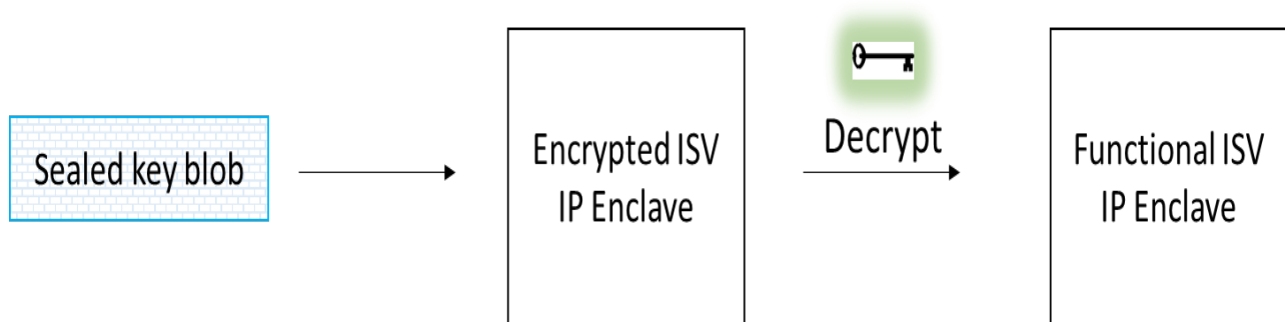 Sealed key blob
Encrypted ISV
IP Enclave
Decrypt
Functional ISV
IP Enclave